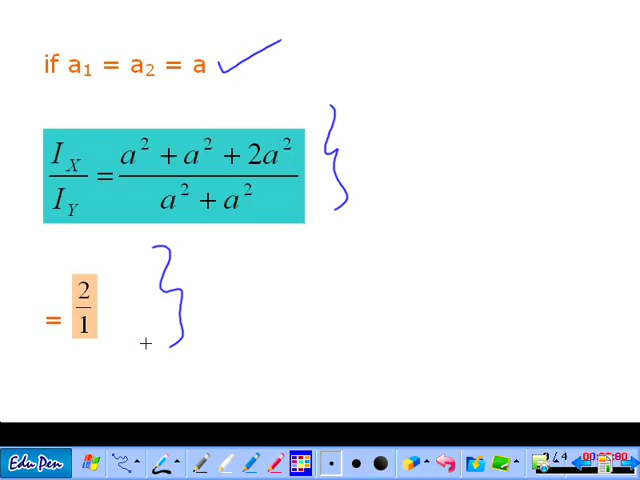 if a₁ = a₂ = a
I_X / I_Y = (a² + a² + 2a²) / (a² + a²)
= 2/1
Edu Pen